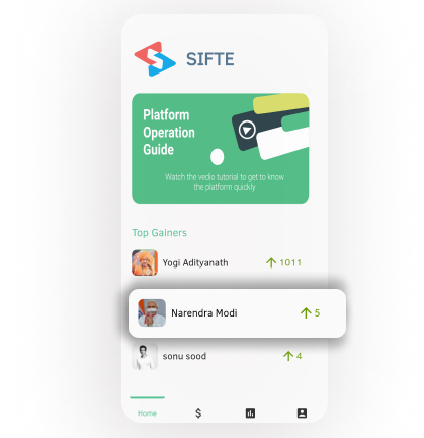 SIFTE
Platform
Operation
Guide
Watch the vedio tutorial to get to know
the platform quickly
Top Gainers
Yogi Adityanath 1011
Narendra Modi 5
sonu sood 4
Home